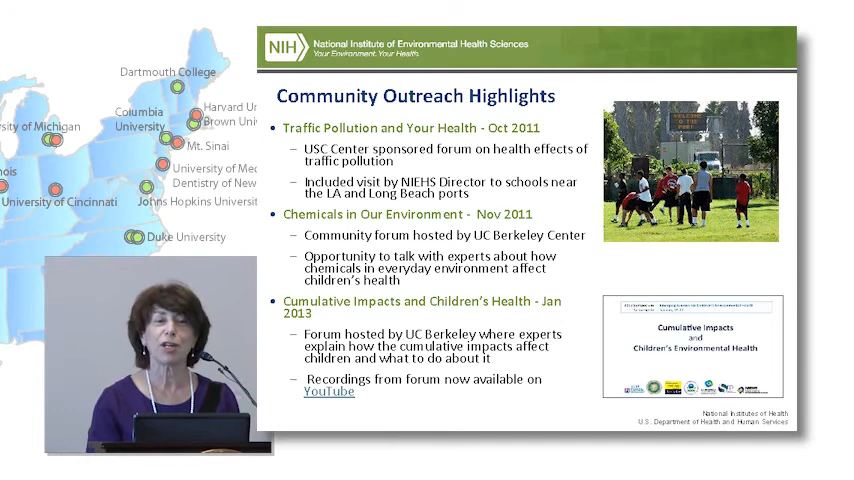 NIH
National Institute of Environmental Health Sciences
Your Environment. Your Health.
Community Outreach Highlights
• Traffic Pollution and Your Health - Oct 2011
– USC Center sponsored forum on health effects of
traffic pollution
– Included visit by NIEHS Director to schools near
the LA and Long Beach ports
• Chemicals in Our Environment - Nov 2011
– Community forum hosted by UC Berkeley Center
– Opportunity to talk with experts about how
chemicals in everyday environment affect
children's health
• Cumulative Impacts and Children's Health - Jan
2013
– Forum hosted by UC Berkeley where experts
explain how the cumulative impacts affect
children and what to do about it
– Recordings from forum now available on
YouTube
WELCOME
TO THE
PORT
Cumulative Impacts
and
Children's Environmental Health
National Institutes of Health
U.S. Department of Health and Human Services
Dartmouth College
Harvard Un
Columbia
University
Brown Univ
sity of Michigan
Mt. Sinai
University of Med
Dentistry of New
nois
University of Cincinnati
Johns Hopkins Universit
Duke University